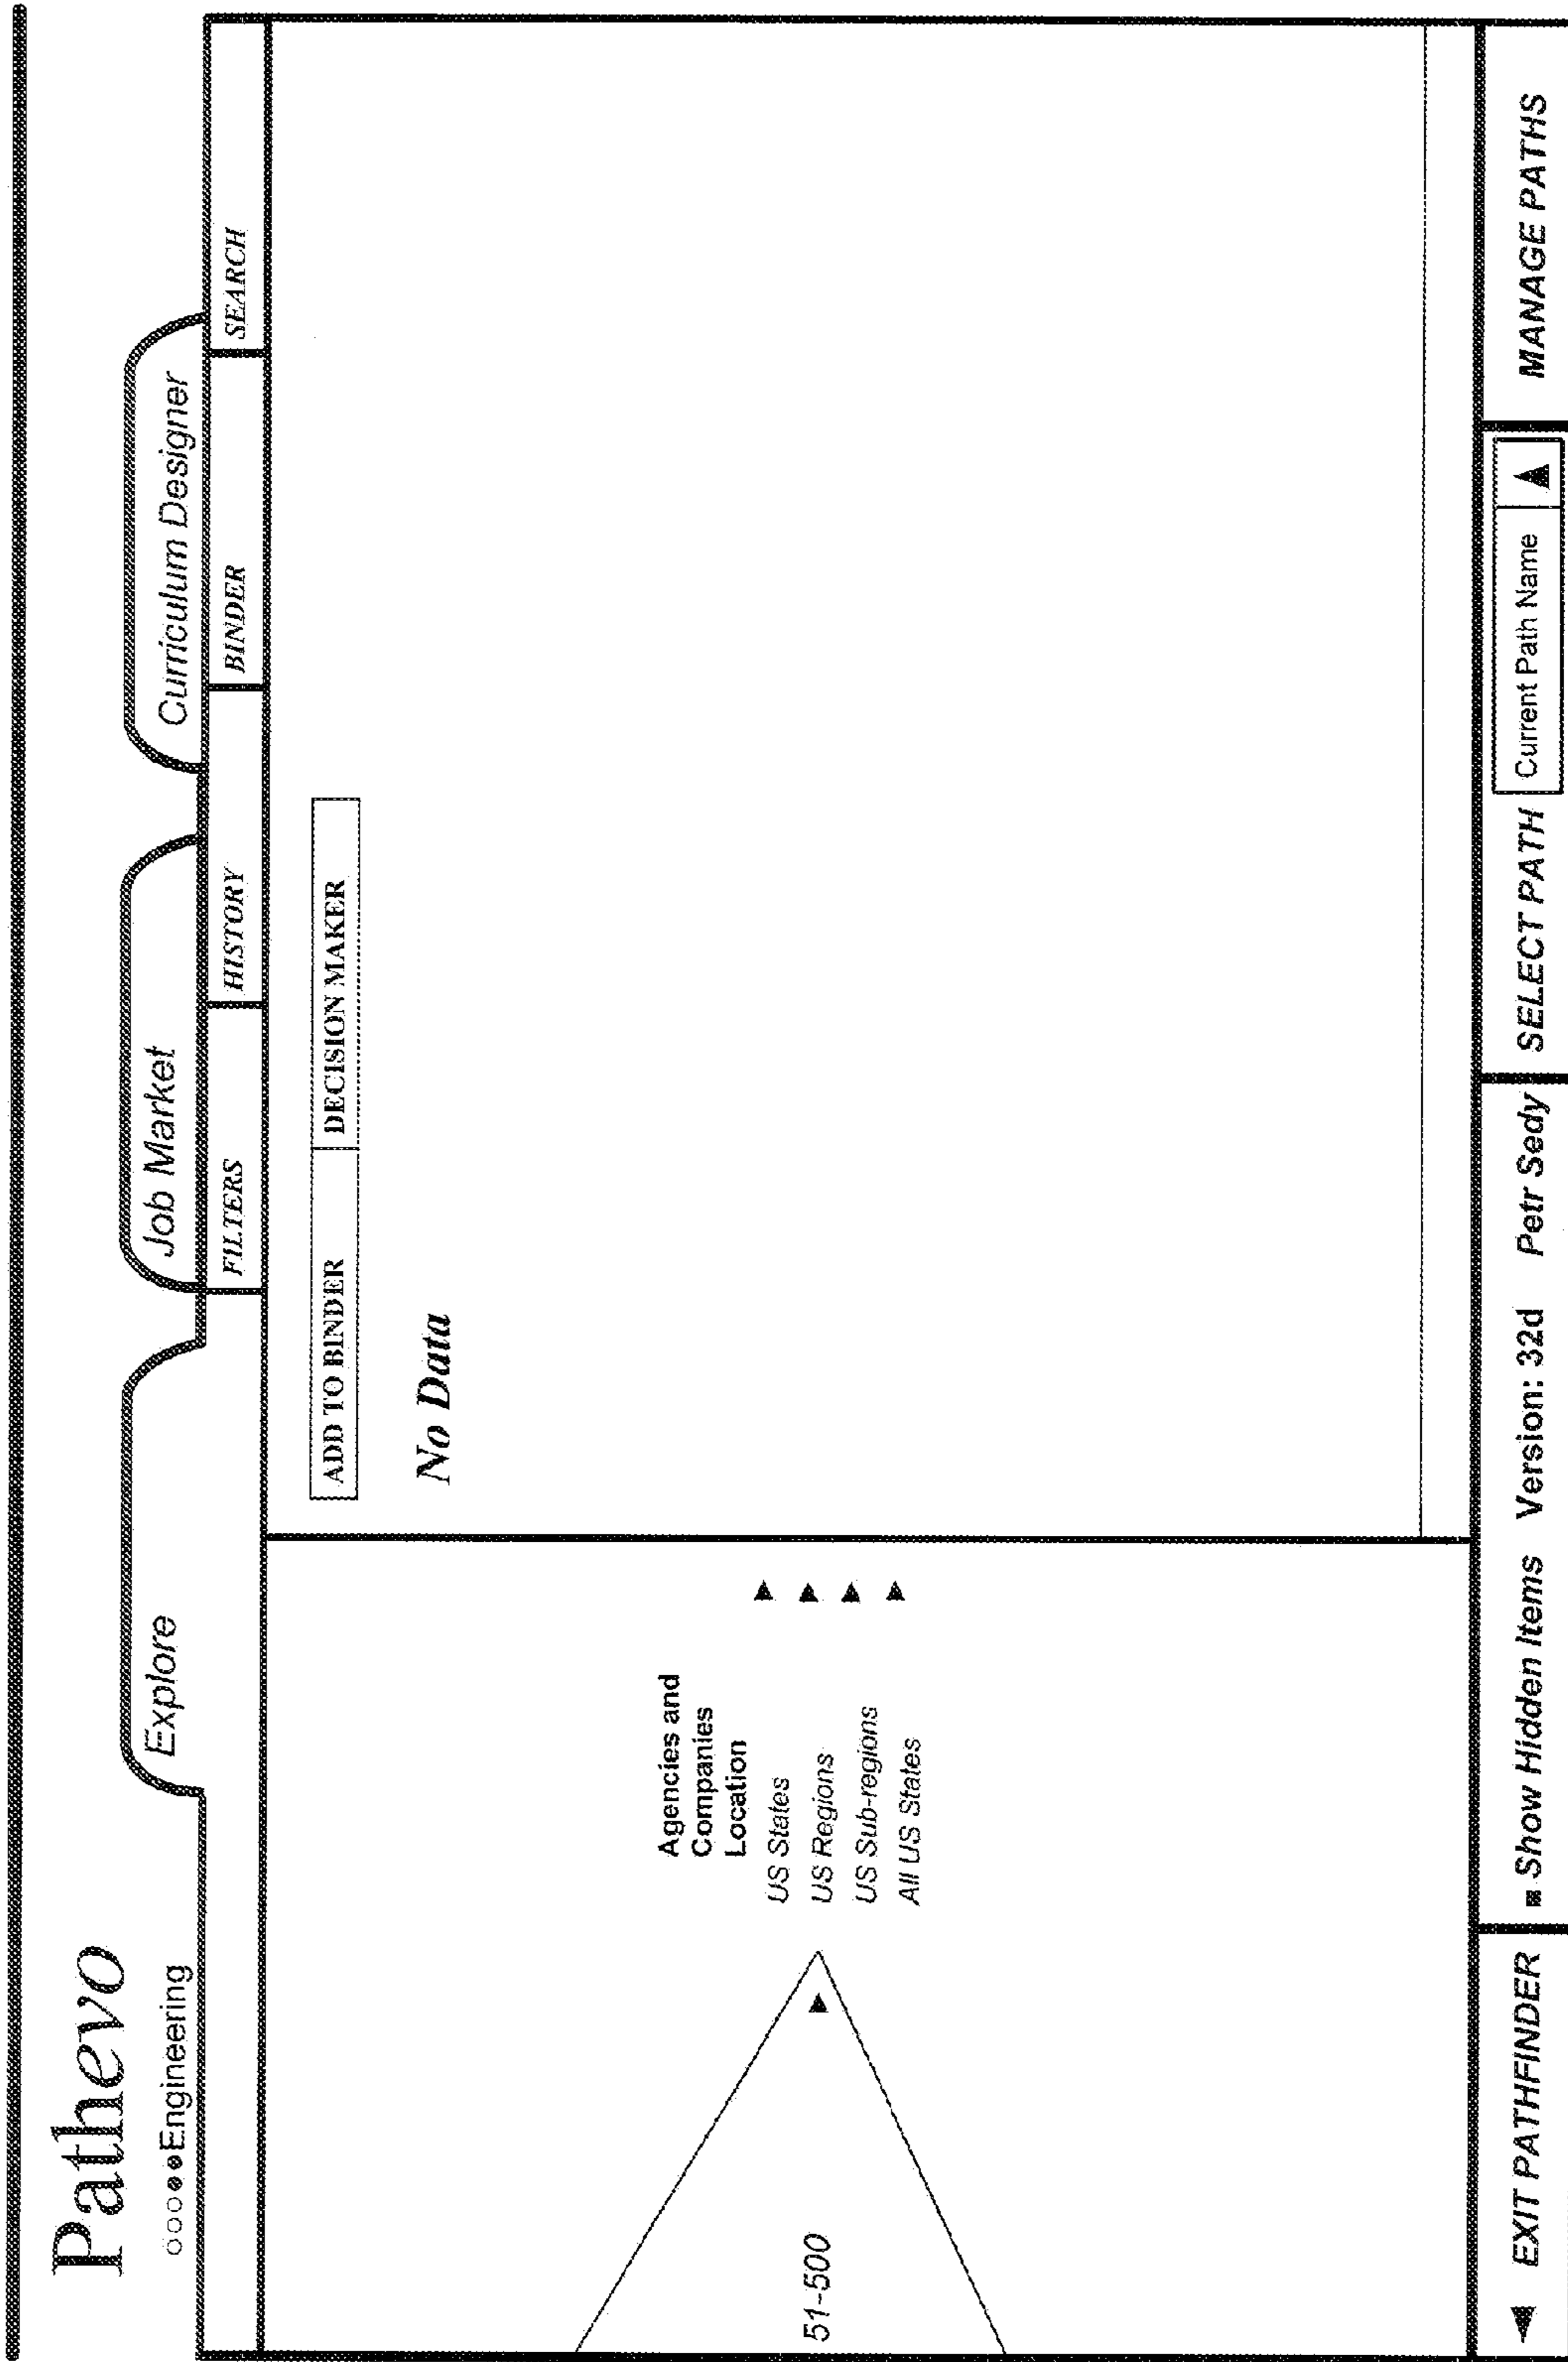 Pathevo
Engineering
Explore
Job Market
Curriculum Designer
FILTERS
HISTORY
BINDER
SEARCH
51-500
Agencies and
Companies
Location
US States
US Regions
US Sub-regions
All US States
ADD TO BINDER
DECISION MAKER
No Data
EXIT PATHFINDER
Show Hidden Items
Version: 32d
Petr Sedy
SELECT PATH
Current Path Name
MANAGE PATHS